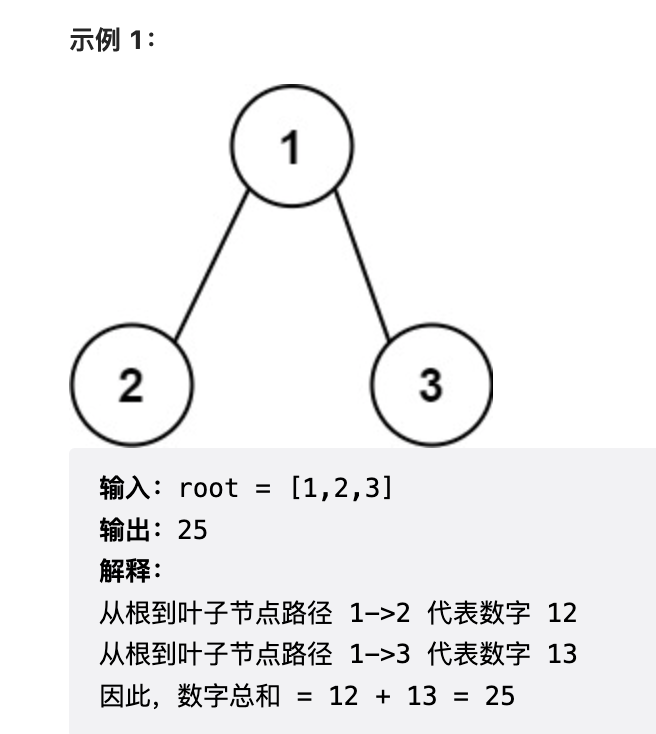 示例 1：
1
2
3
输入：root = [1,2,3]
输出：25
解释：
从根到叶子节点路径 1->2 代表数字 12
从根到叶子节点路径 1->3 代表数字 13
因此，数字总和 = 12 + 13 = 25